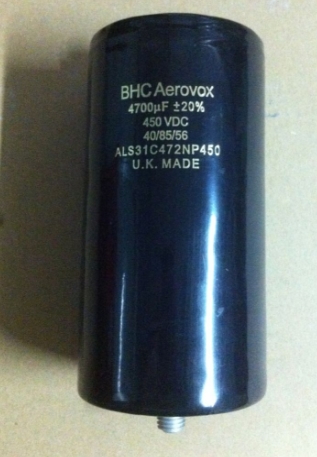 BHC Aerovox
4700µF ±20%
450 VDC
40/85/56
ALS31C472NP450
U.K. MADE